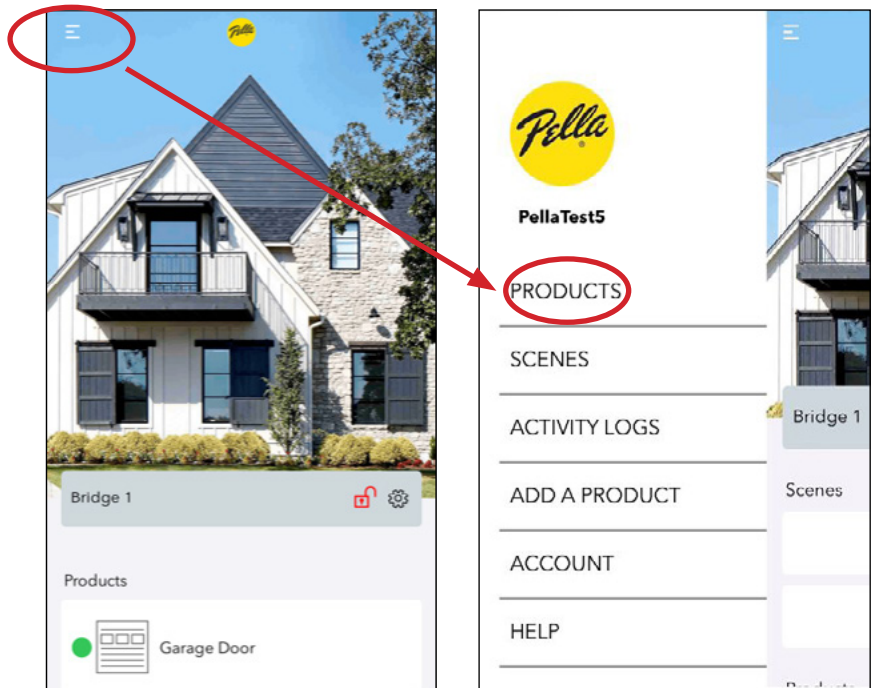 Pella
Bridge 1
Products
Garage Door
Pella
PellaTest5
PRODUCTS
SCENES
ACTIVITY LOGS
ADD A PRODUCT
ACCOUNT
HELP
Bridge 1
Scenes